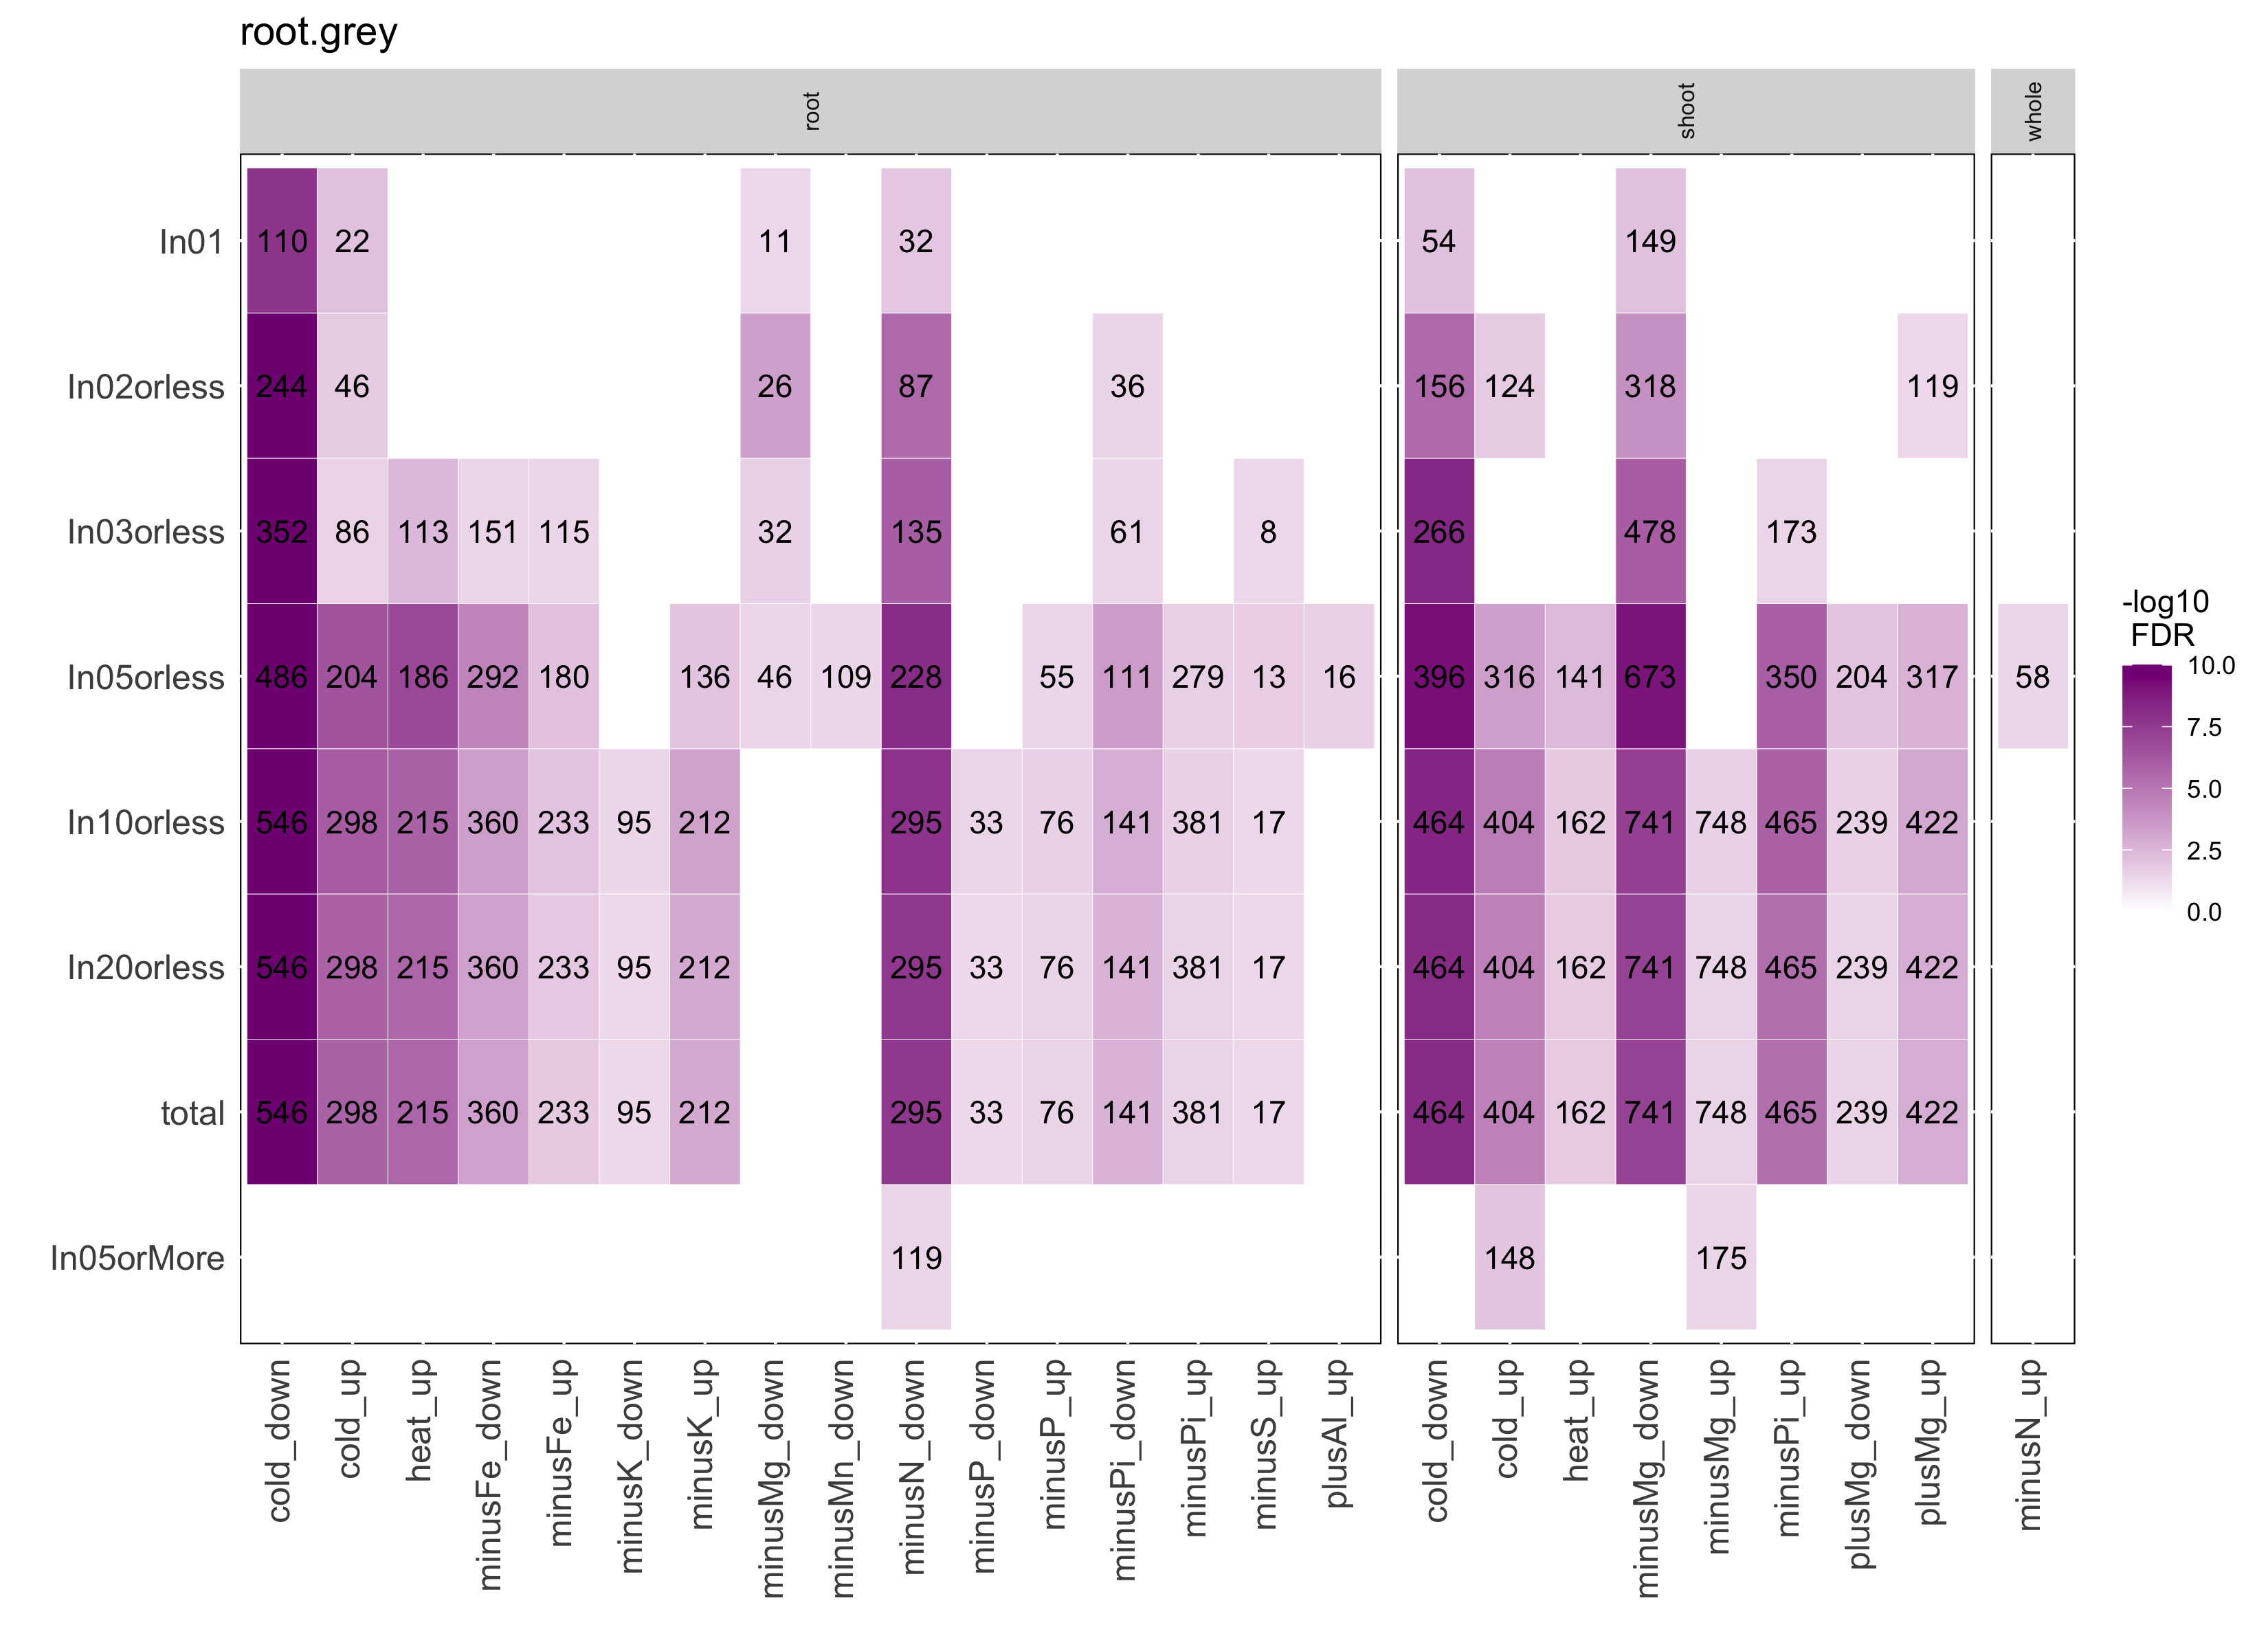 root.grey
root
shoot
whole
In01 110 22 11 32 54 149
In02orless 244 46 26 87 36 156 124 318 119
In03orless 352 86 113 151 115 32 135 61 8 266 478 173
In05orless 486 204 186 292 180 136 46 109 228 55 111 279 13 16 396 316 141 673 350 204 317 58
In10orless 546 298 215 360 233 95 212 295 33 76 141 381 17 464 404 162 741 748 465 239 422
In20orless 546 298 215 360 233 95 212 295 33 76 141 381 17 464 404 162 741 748 465 239 422
total 546 298 215 360 233 95 212 295 33 76 141 381 17 464 404 162 741 748 465 239 422
In05orMore 119 148 175
cold_down
cold_up
heat_up
minusFe_down
minusFe_up
minusK_down
minusK_up
minusMg_down
minusMn_down
minusN_down
minusP_down
minusP_up
minusPi_down
minusPi_up
minusS_up
plusAl_up
cold_down
cold_up
heat_up
minusMg_down
minusMg_up
minusPi_up
plusMg_down
plusMg_up
minusN_up
-log10
FDR
10.0
7.5
5.0
2.5
0.0